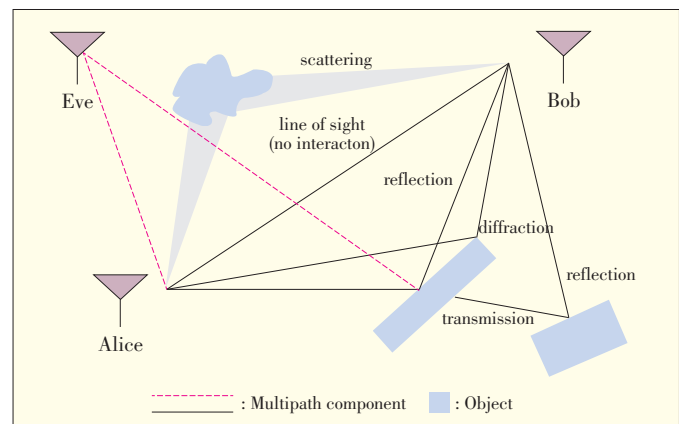 scattering
Eve
Bob
line of sight
(no interacton)
reflection
diffraction
reflection
transmission
Alice
: Multipath component
: Object